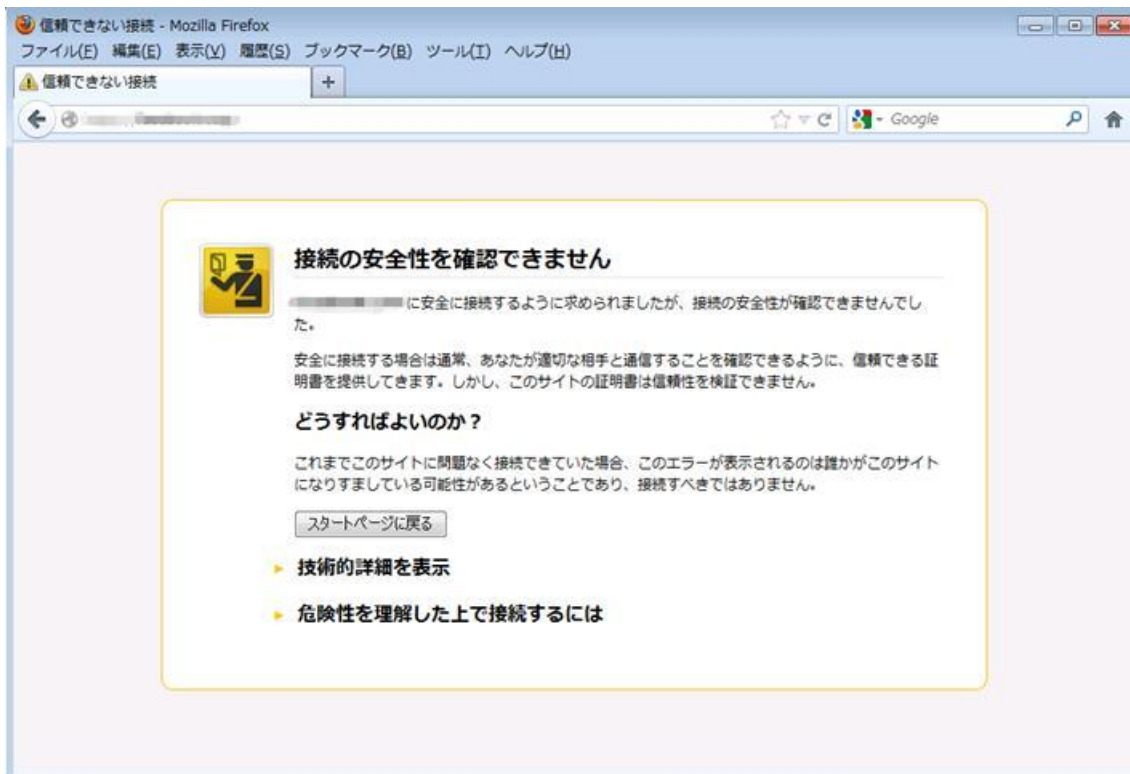 信頼できない接続 - Mozilla Firefox
ファイル(F) 編集(E) 表示(V) 履歴(S) ブックマーク(B) ツール(T) ヘルプ(H)
信頼できない接続
Google
接続の安全性を確認できません
に安全に接続するように求められましたが、接続の安全性が確認できませんでし
た。
安全に接続する場合は通常、あなたが適切な相手と通信することを確認できるように、信頼できる証
明書を提供してきます。しかし、このサイトの証明書は信頼性を検証できません。
どうすればよいのか？
これまでこのサイトに問題なく接続できていた場合、このエラーが表示されるのは誰かがこのサイト
になりすましている可能性があるということであり、接続すべきではありません。
スタートページに戻る
技術的詳細を表示
危険性を理解した上で接続するには